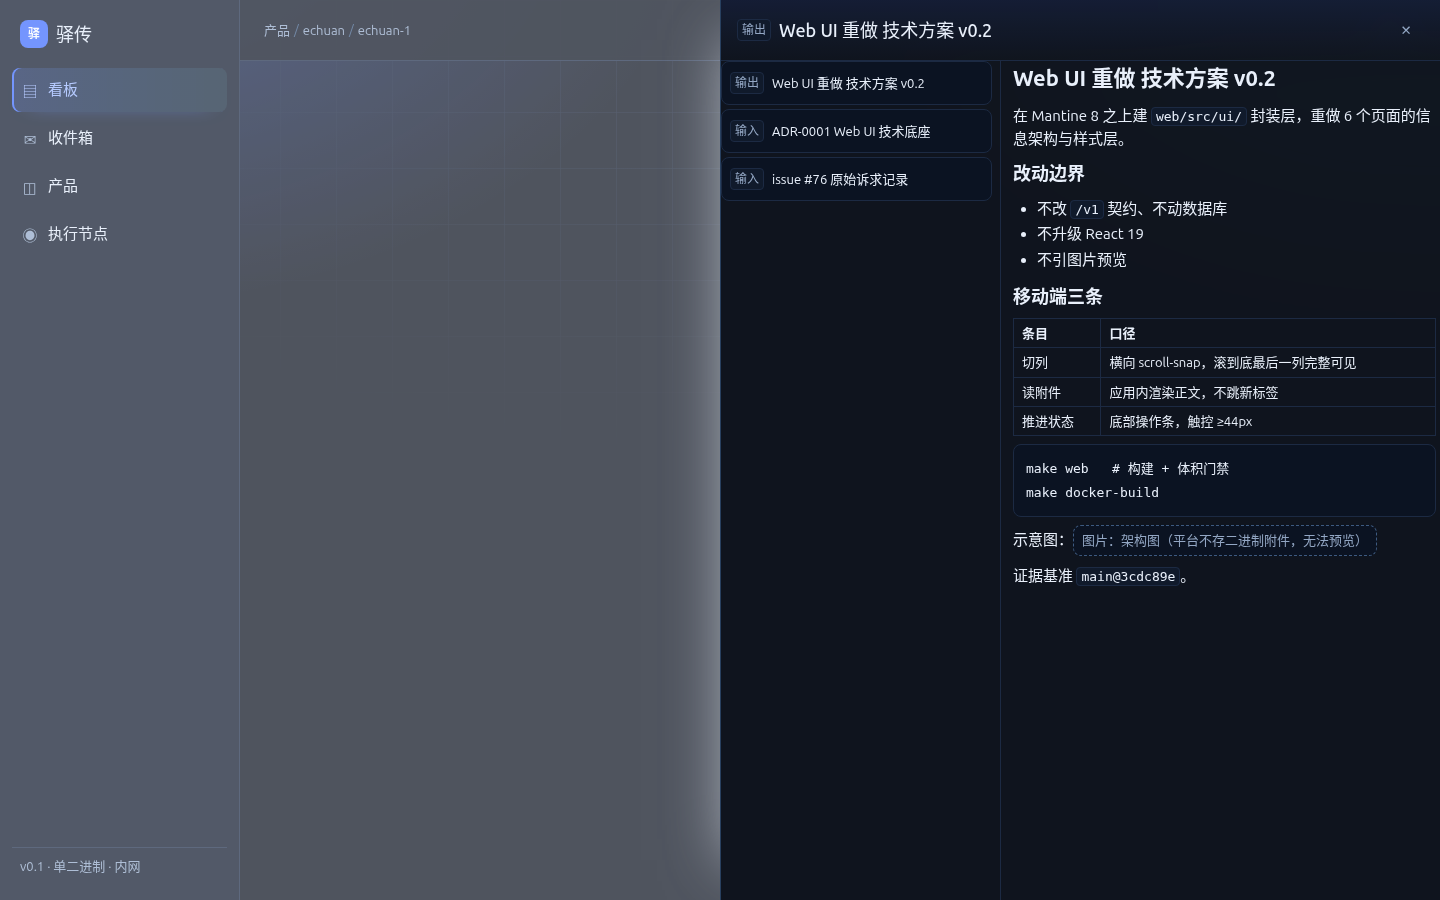 驿 驿传
看板
收件箱
产品
执行节点
v0.1 · 单二进制 · 内网
产品 / echuan / echuan-1
输出 Web UI 重做 技术方案 v0.2 ×
输出 Web UI 重做 技术方案 v0.2
输入 ADR-0001 Web UI 技术底座
输入 issue #76 原始诉求记录
Web UI 重做 技术方案 v0.2
在 Mantine 8 之上建 web/src/ui/ 封装层，重做 6 个页面的信
息架构与样式层。
改动边界
• 不改 /v1 契约、不动数据库
• 不升级 React 19
• 不引图片预览
移动端三条
条目 口径
切列 横向 scroll-snap，滚到底最后一列完整可见
读附件 应用内渲染正文，不跳新标签
推进状态 底部操作条，触控 ≥44px
make web   # 构建 + 体积门禁
make docker-build
示意图： 图片：架构图（平台不存二进制附件，无法预览）
证据基准 main@3cdc89e。